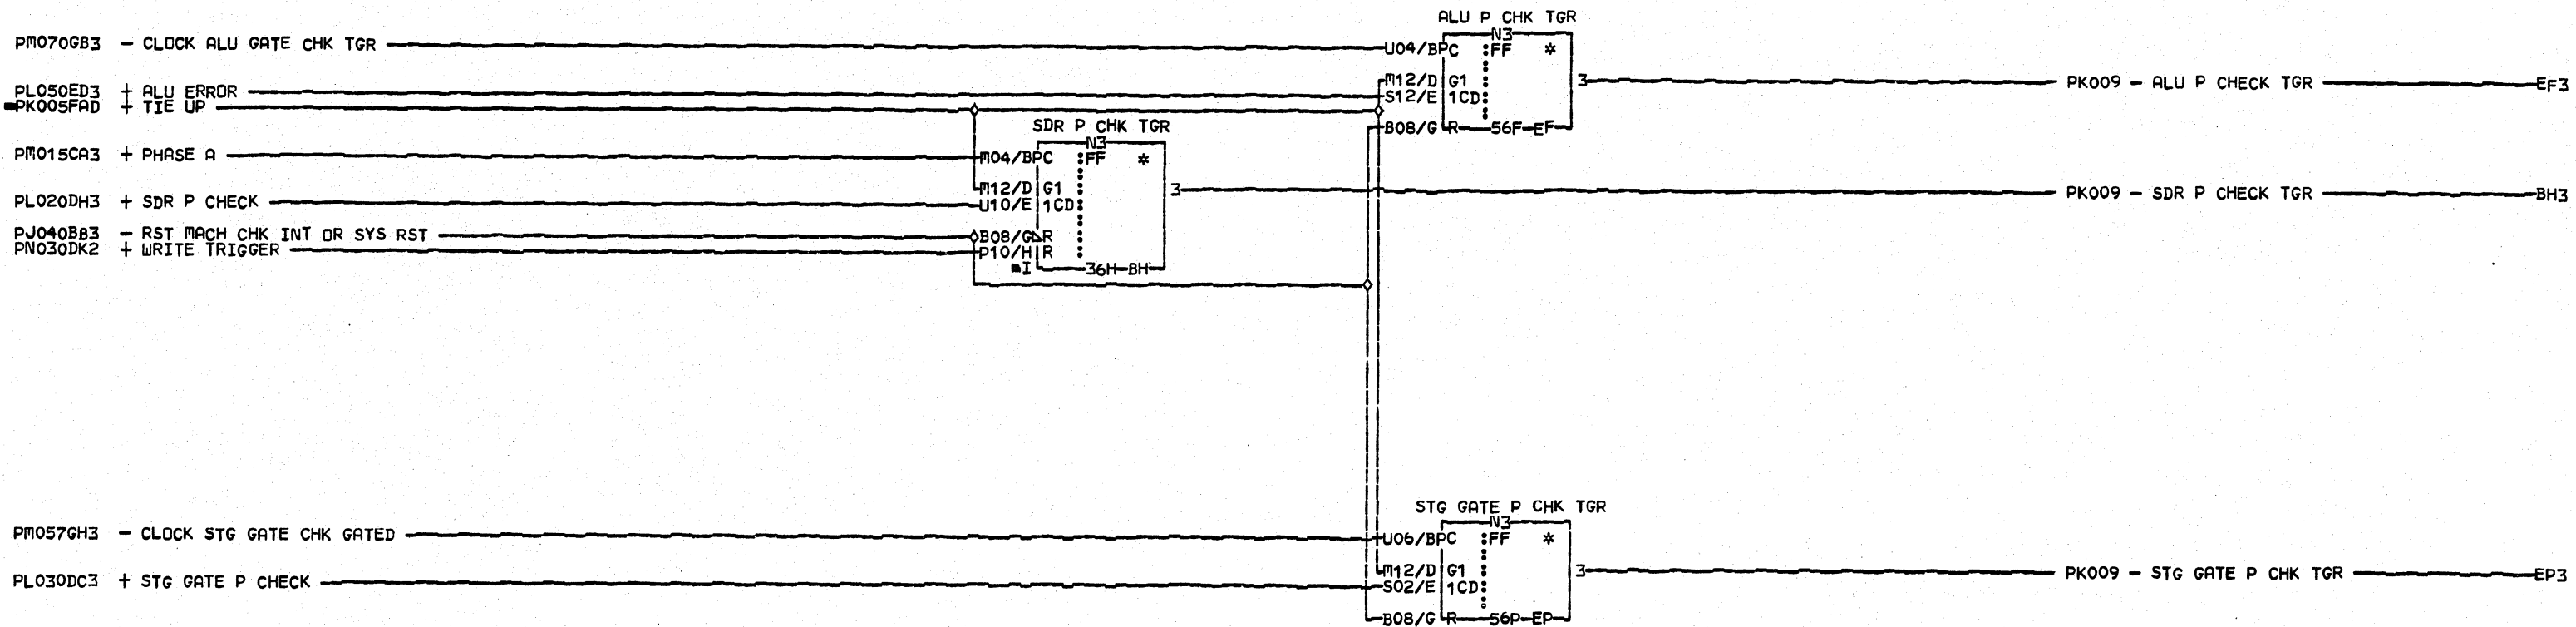 ALU P CHK TGR
N3
PM070GB3 - CLOCK ALU GATE CHK TGR U04/BPC FF *
PL050ED3 + ALU ERROR M12/D G1 3 PK009 - ALU P CHECK TGR EF3
PK005FAD + TIE UP S12/E 1CD
SDR P CHK TGR B08/G R 56F EF
N3
PM015CA3 + PHASE A M04/BPC FF *
M12/D G1 3 PK009 - SDR P CHECK TGR BH3
PL020DH3 + SDR P CHECK U10/E 1CD
PJ040BB3 - RST MACH CHK INT OR SYS RST B08/G R
PN030DK2 + WRITE TRIGGER P10/H R
I 36H BH
STG GATE P CHK TGR
N3
PM057GH3 - CLOCK STG GATE CHK GATED U06/BPC FF *
M12/D G1 3 PK009 - STG GATE P CHK TGR EP3
PL030DC3 + STG GATE P CHECK S02/E 1CD
B08/G R 56P EP